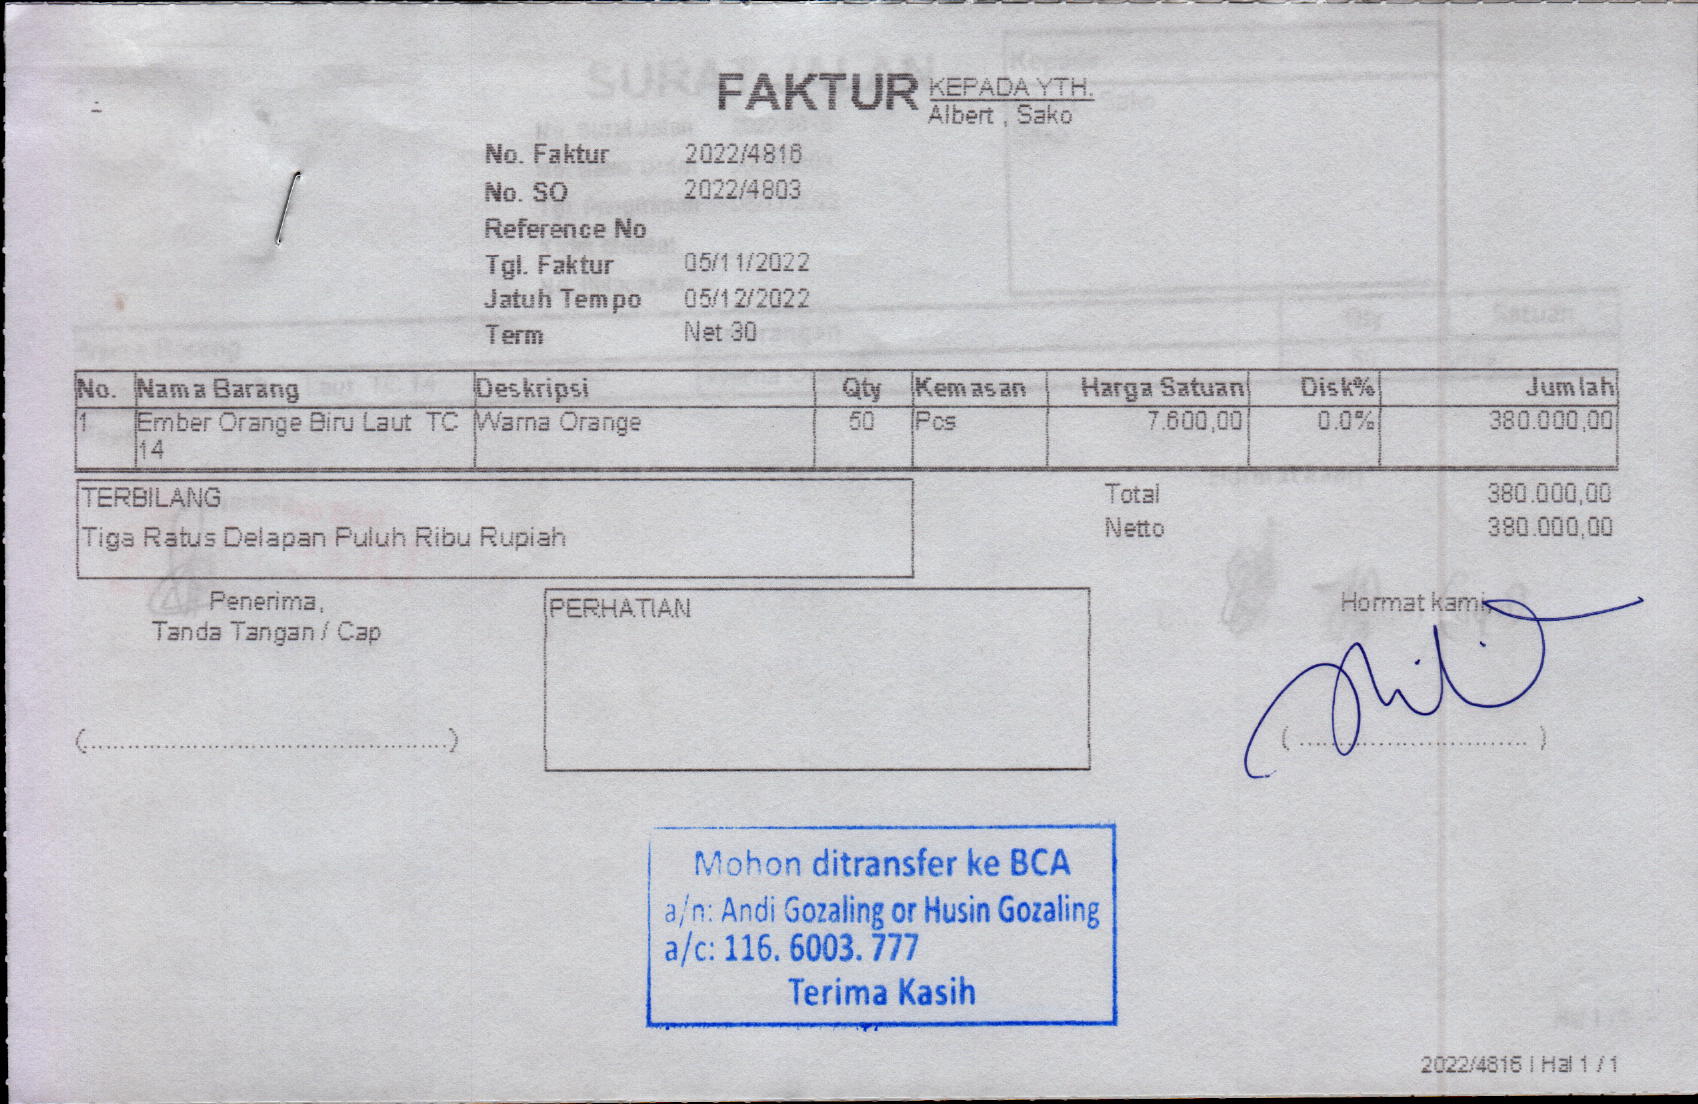 FAKTUR
KEPADA YTH.
Albert , Sako
No. Faktur 2022/4816
No. SO 2022/4803
Reference No
Tgl. Faktur 05/11/2022
Jatuh Tempo 05/12/2022
Term Net 30
No. Nama Barang Deskripsi Qty Kemasan Harga Satuan Disk% Jumlah
1 Ember Orange Biru Laut TC Warna Orange 50 Pcs 7.600,00 0.0% 380.000,00
14
TERBILANG
Tiga Ratus Delapan Puluh Ribu Rupiah
Total 380.000,00
Netto 380.000,00
Penerima,
Tanda Tangan / Cap
(................................................)
PERHATIAN
Hormat kami,
( .............................. )
Mohon ditransfer ke BCA
a/n: Andi Gozaling or Husin Gozaling
a/c: 116. 6003. 777
Terima Kasih
2022/4816 | Hal 1 / 1